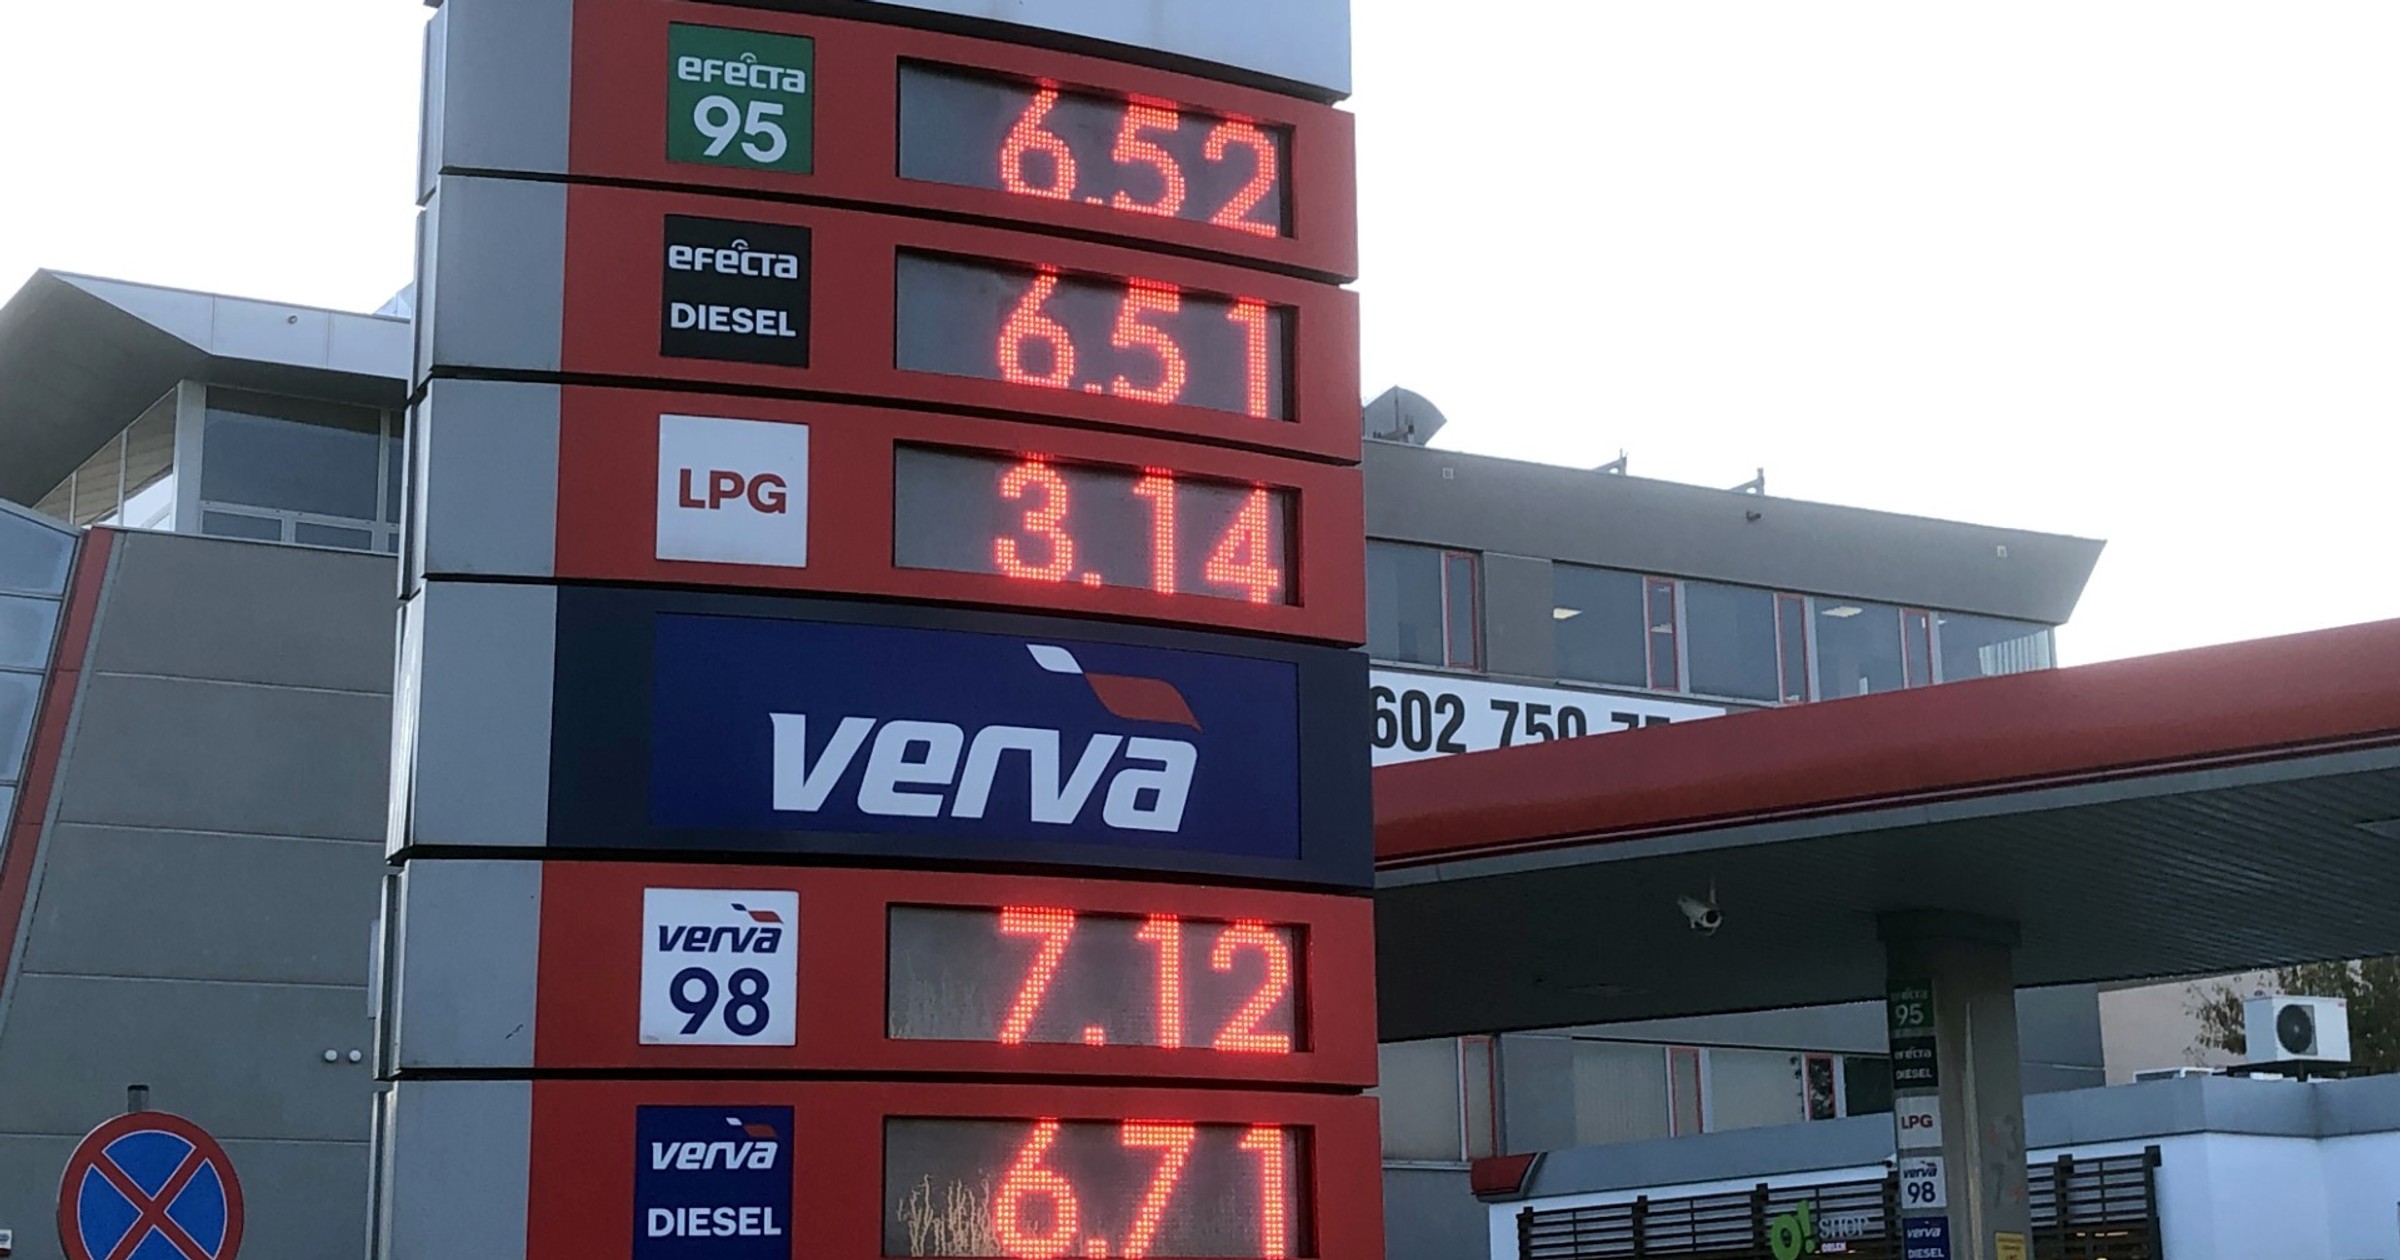 efecta
95
6.52
efecta
DIESEL
6.51
LPG
3.14
verva
602 750
verva
98
7.12
verva
DIESEL
6.71
efecta
95
efecta
DIESEL
LPG
verva
98
verva
DIESEL
O! SHOP
ORLEN